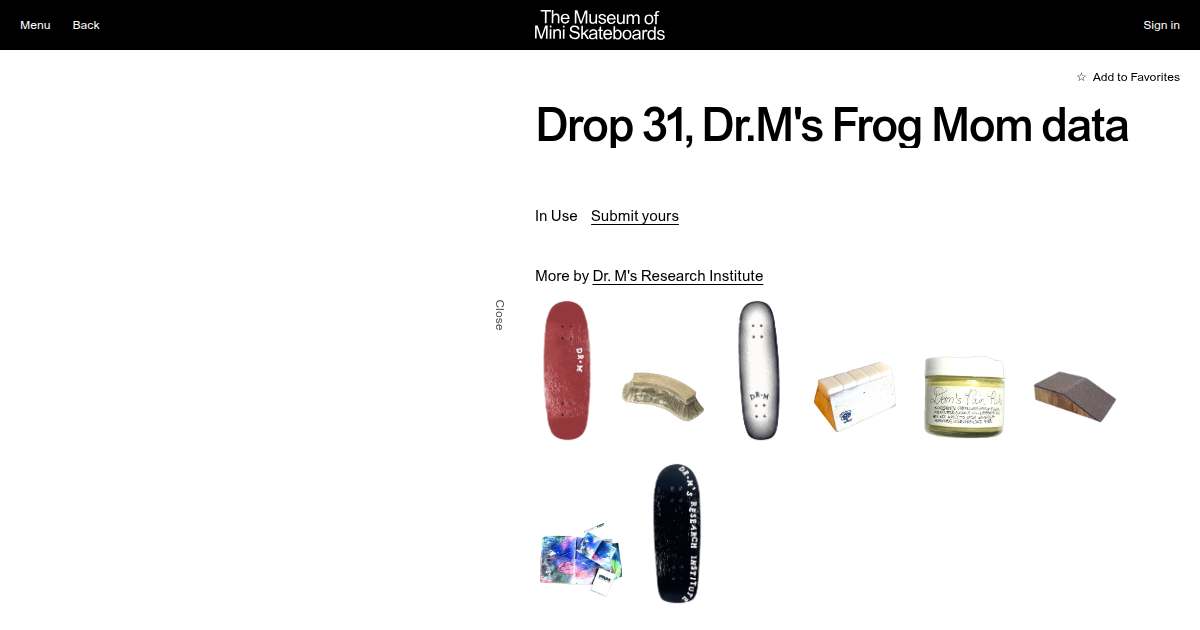 Menu
Back
The Museum of
Mini Skateboards
Sign in
☆ Add to Favorites
Drop 31, Dr.M's Frog Mom data
In Use
Submit yours
More by Dr. M's Research Institute
Close
DR•M
DR•M
DR•M'S RESEARCH INSTITUTE